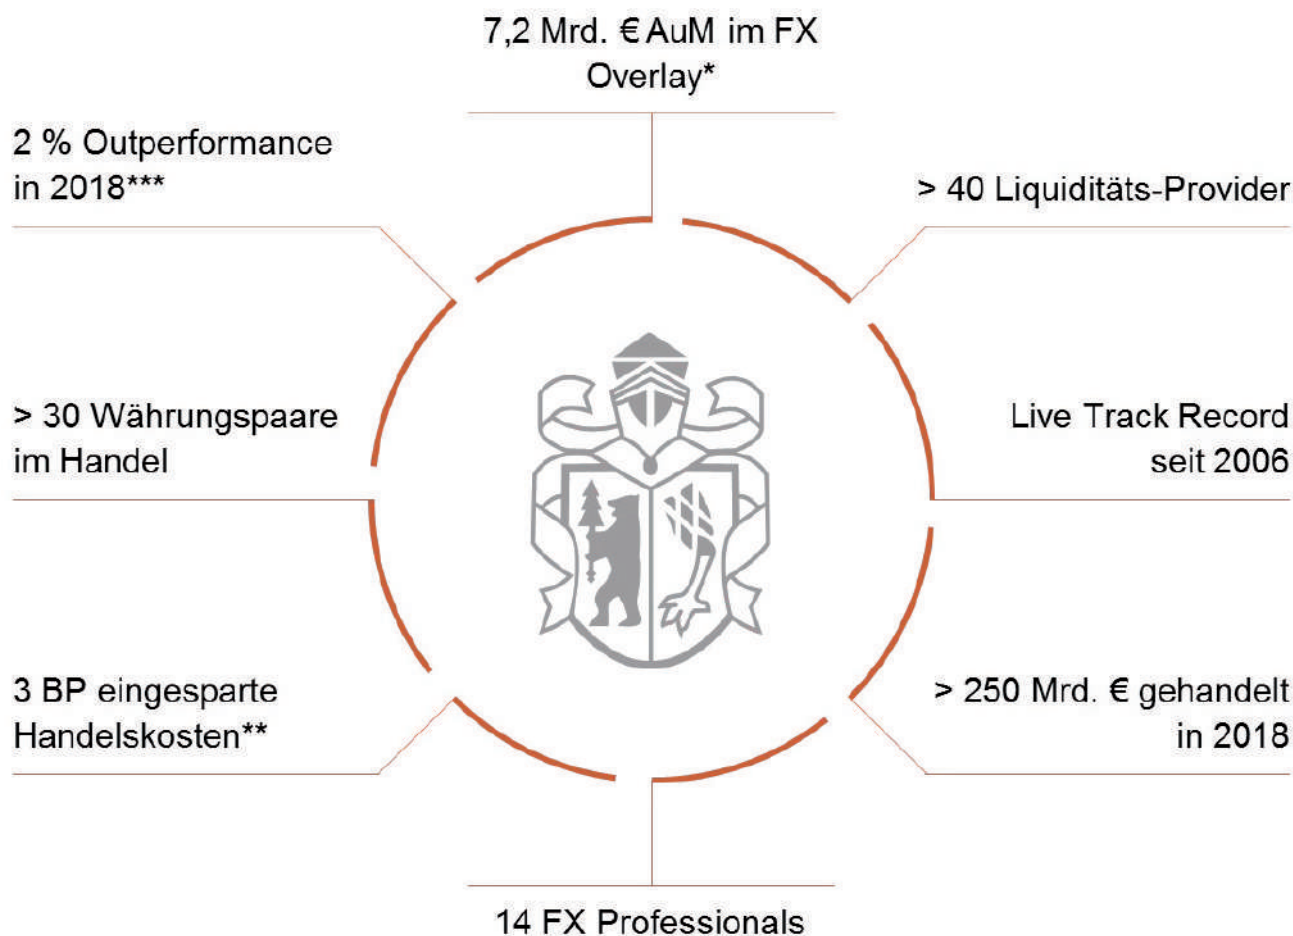 7,2 Mrd. € AuM im FX
Overlay*
2 % Outperformance
in 2018***
> 40 Liquiditäts-Provider
> 30 Währungspaare
im Handel
Live Track Record
seit 2006
3 BP eingesparte
Handelskosten**
> 250 Mrd. € gehandelt
in 2018
14 FX Professionals